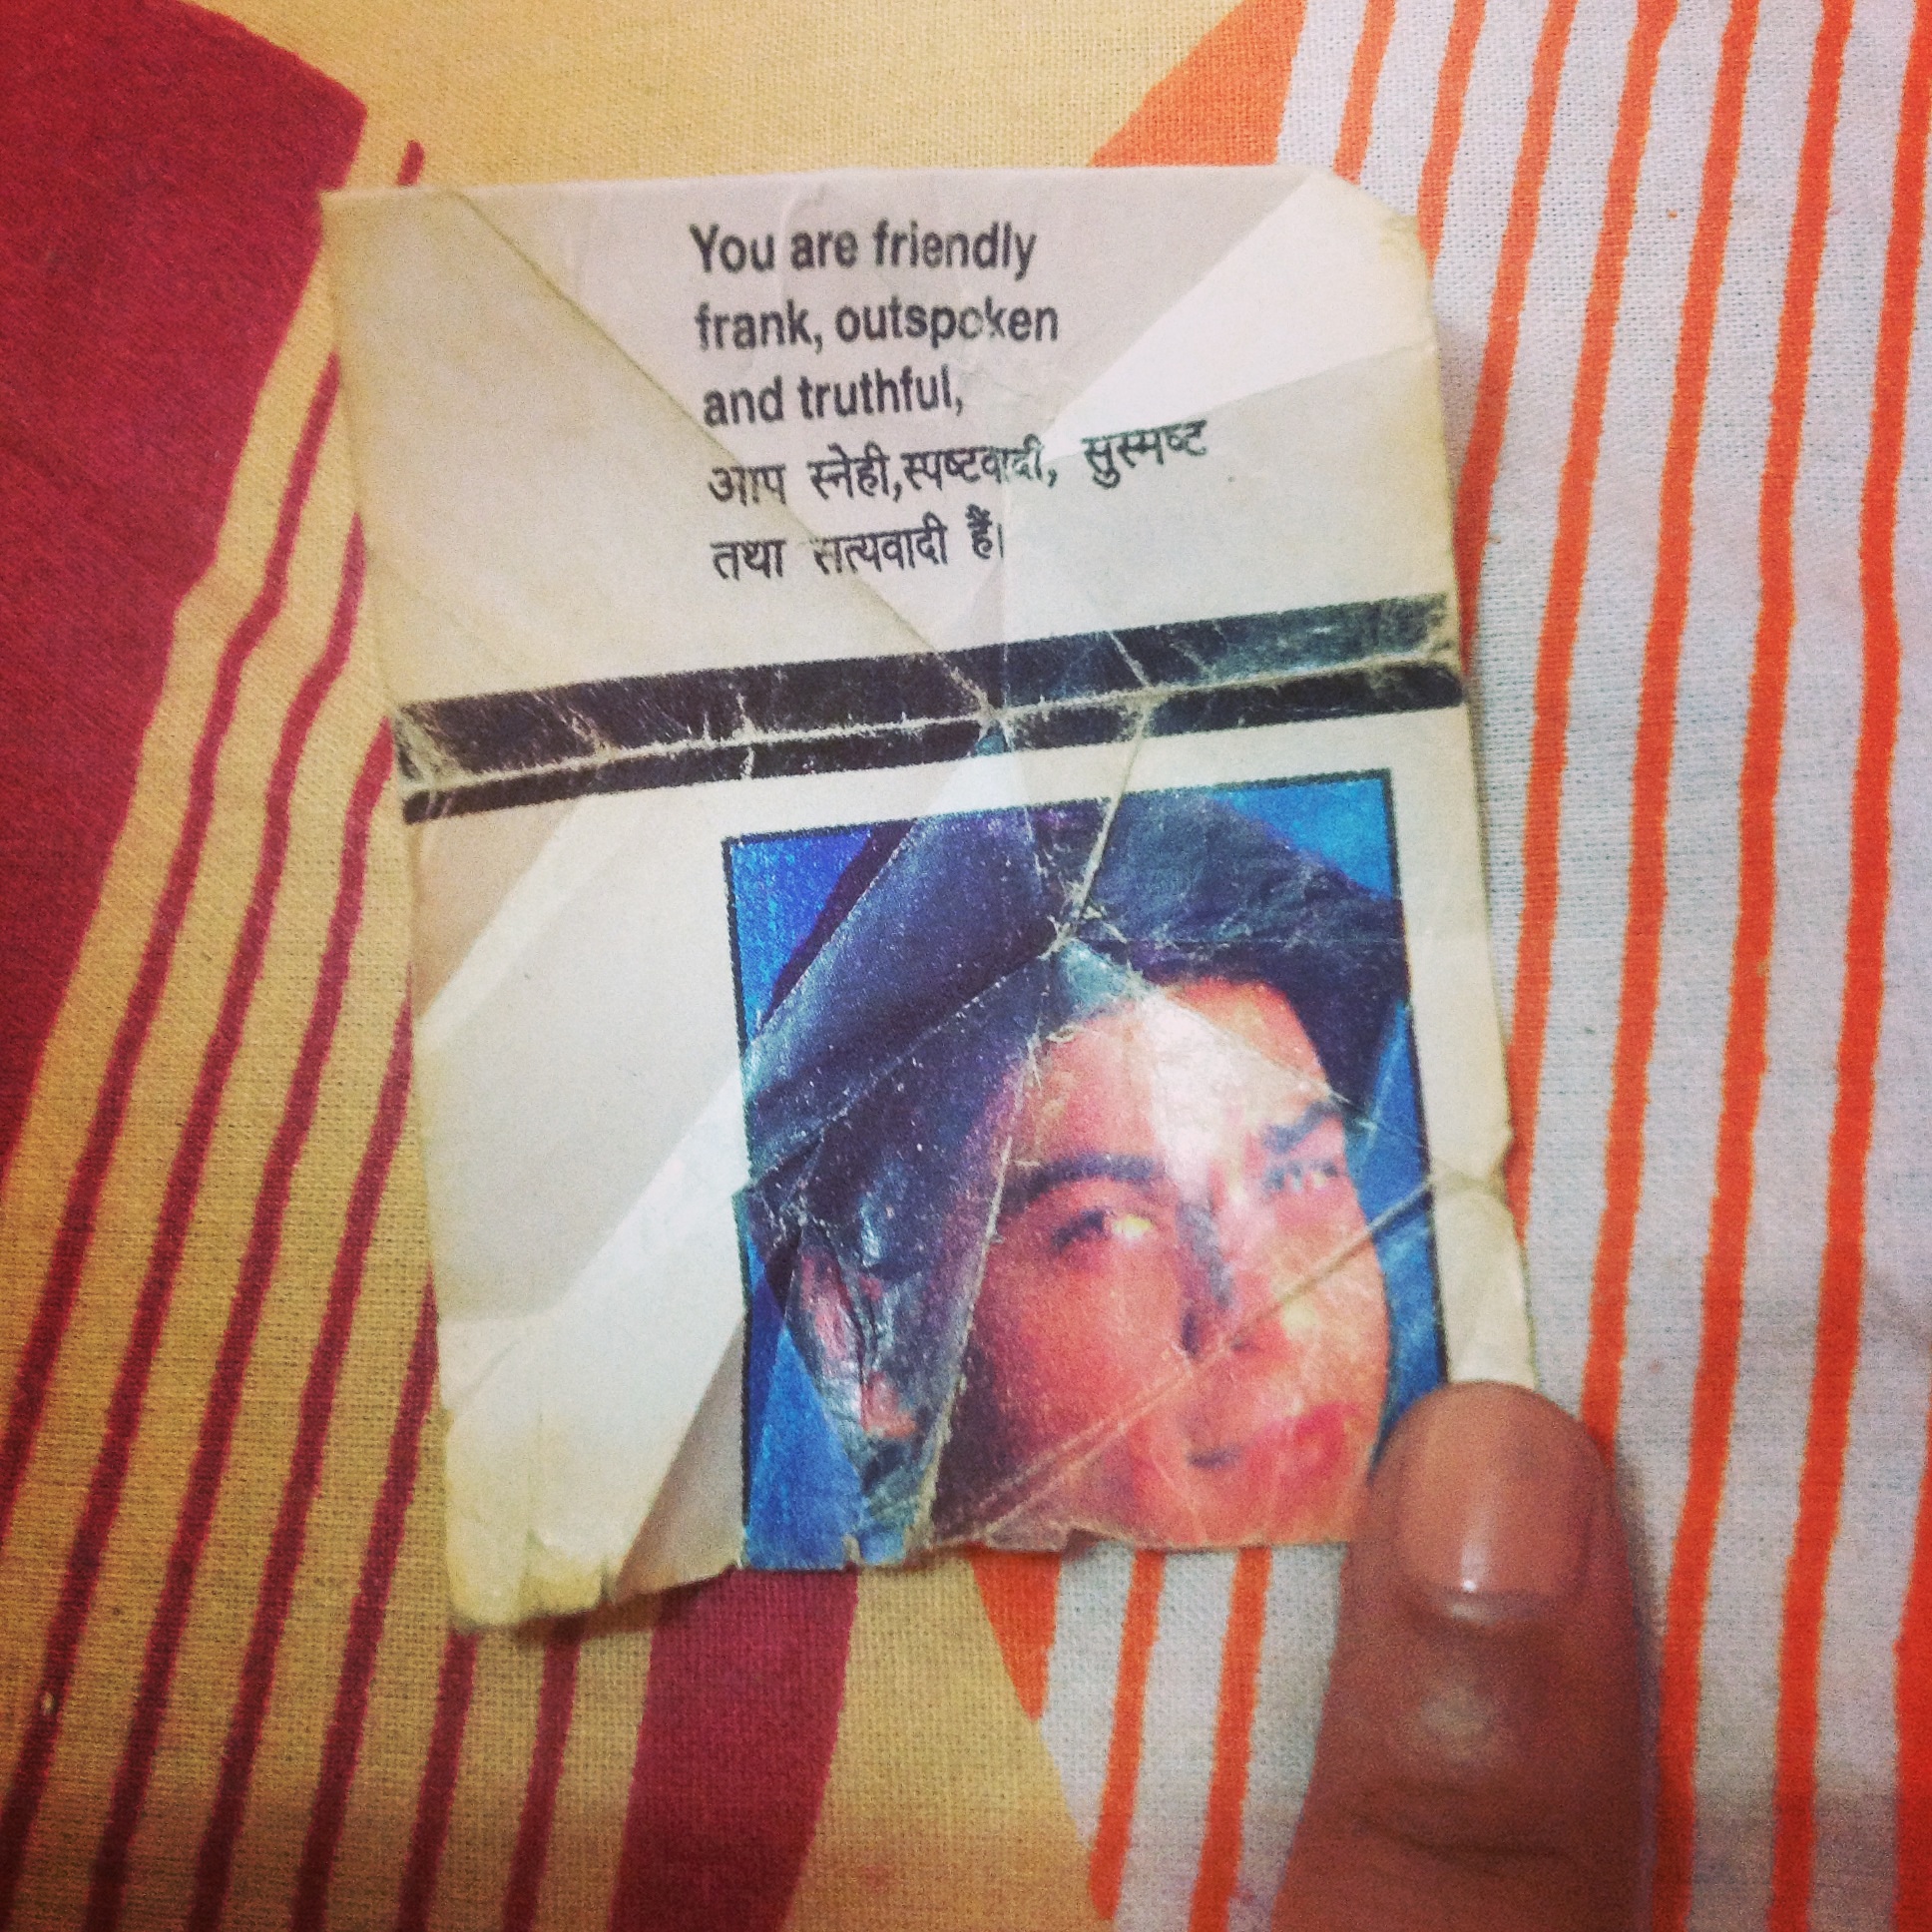 You are friendly
frank, outspoken
and truthful,
आप स्नेही,स्पष्टवादी, सुस्मष्ट
तथा सत्यवादी हैं।